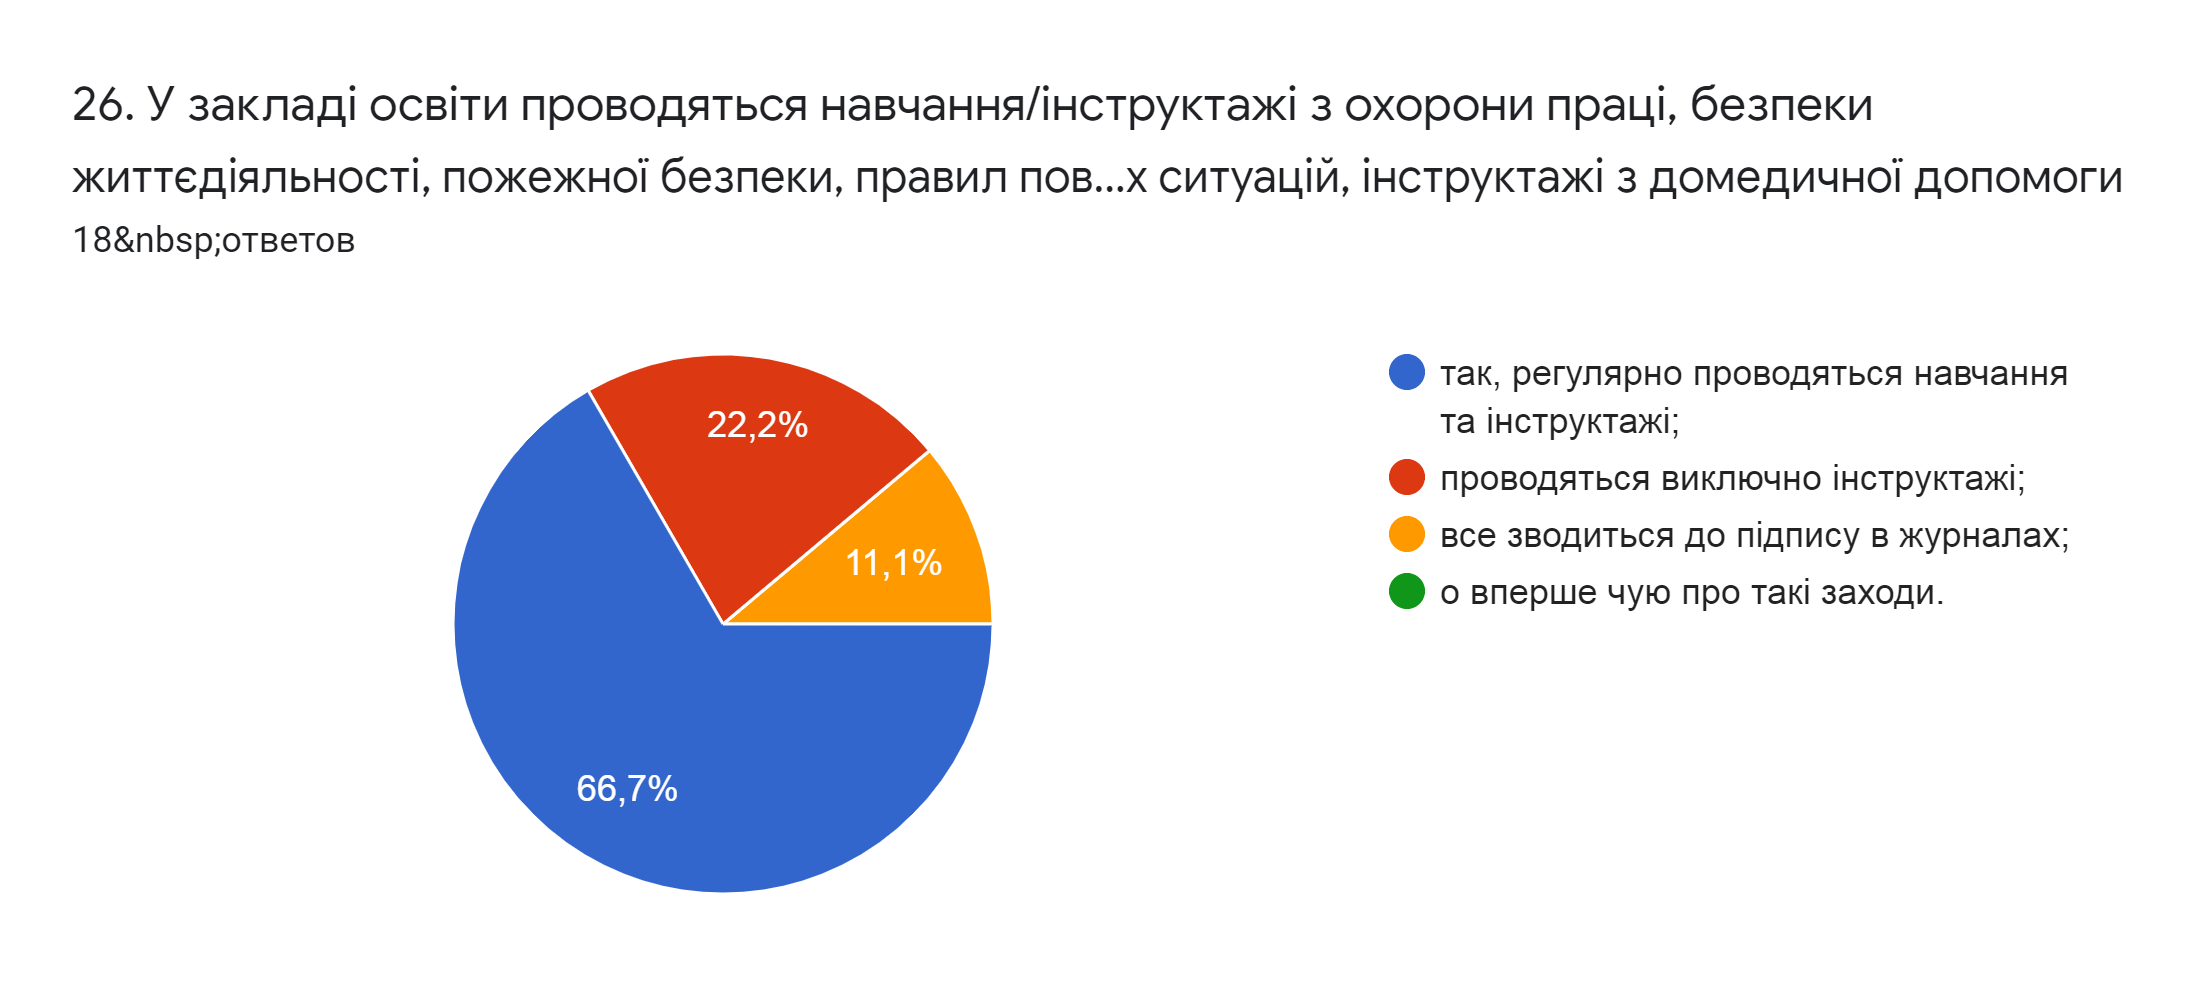 26. У закладі освіти проводяться навчання/інструктажі з охорони праці, безпеки
життєдіяльності, пожежної безпеки, правил пов...х ситуацій, інструктажі з домедичної допомоги
18&nbsp;ответов
22,2%
11,1%
66,7%
так, регулярно проводяться навчання
та інструктажі;
проводяться виключно інструктажі;
все зводиться до підпису в журналах;
о вперше чую про такі заходи.